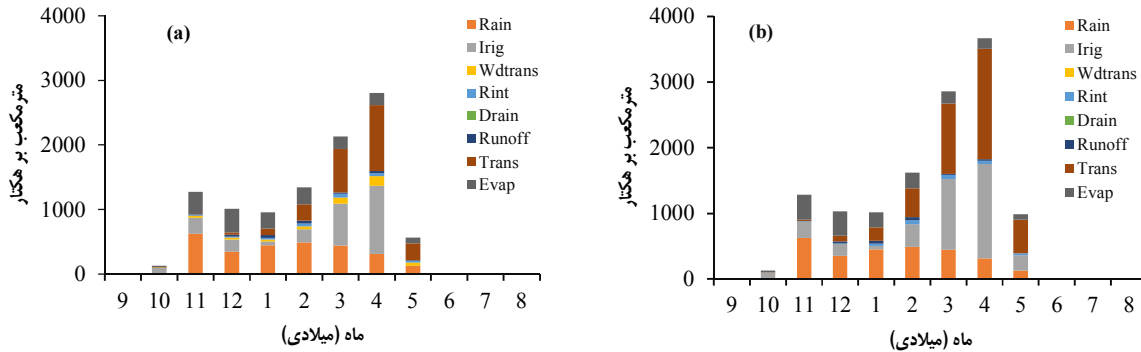 (a)
4000
3000
2000
1000
0
مترمکعب بر هکتار
Rain
Irig
Wdtrans
Rint
Drain
Runoff
Trans
Evap
9 10 11 12 1 2 3 4 5 6 7 8
ماه (میلادی)
(b)
4000
3000
2000
1000
0
مترمکعب بر هکتار
Rain
Irig
Wdtrans
Rint
Drain
Runoff
Trans
Evap
9 10 11 12 1 2 3 4 5 6 7 8
ماه (میلادی)